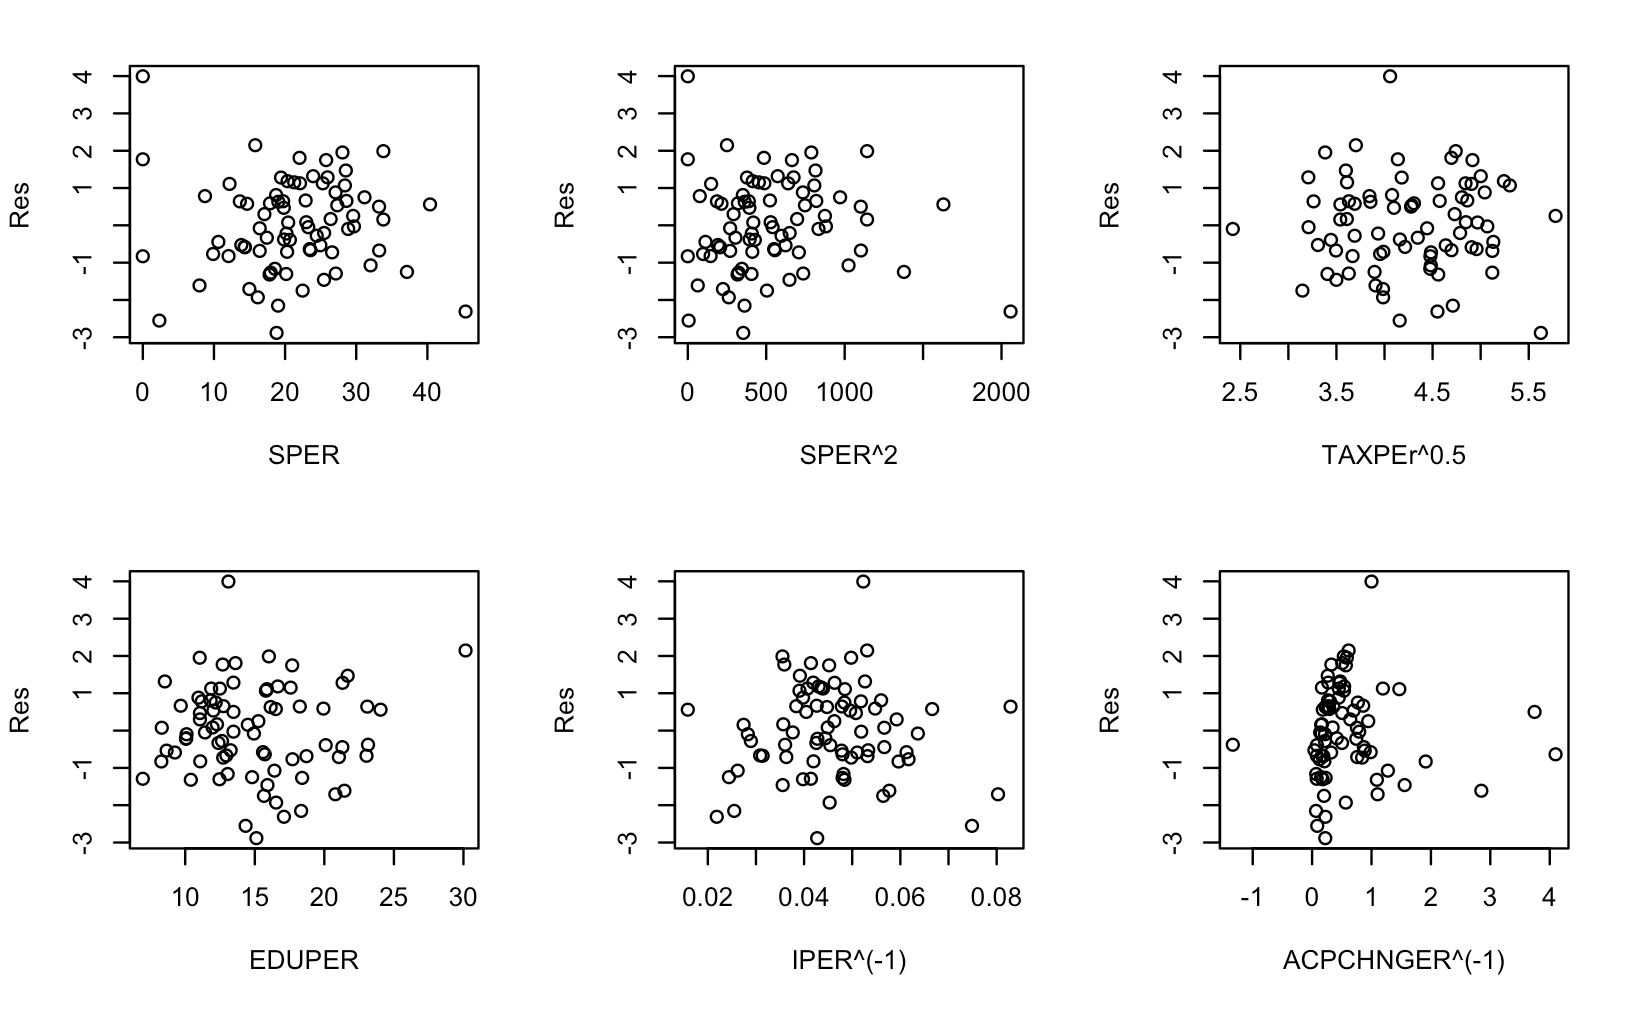 Res
4
3
2
1
-1
-3
0 10 20 30 40
SPER
Res
4
3
2
1
-1
-3
0 500 1000 2000
SPER^2
Res
4
3
2
1
-1
-3
2.5 3.5 4.5 5.5
TAXPEr^0.5
Res
4
3
2
1
-1
-3
10 15 20 25 30
EDUPER
Res
4
3
2
1
-1
-3
0.02 0.04 0.06 0.08
IPER^(-1)
Res
4
3
2
1
-1
-3
-1 0 1 2 3 4
ACPCHNGER^(-1)